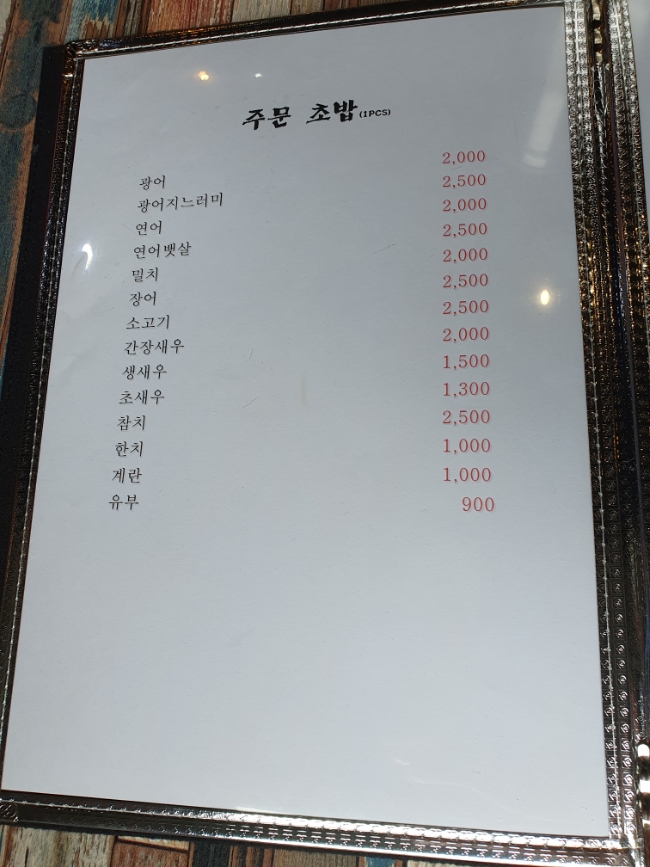 주문 초밥 (1PCS)
광어 2,000
광어지느러미 2,500
연어 2,000
연어뱃살 2,500
밀치 2,000
장어 2,500
소고기 2,500
간장새우 2,000
생새우 1,500
초새우 1,300
참치 2,500
한치 1,000
계란 1,000
유부 900